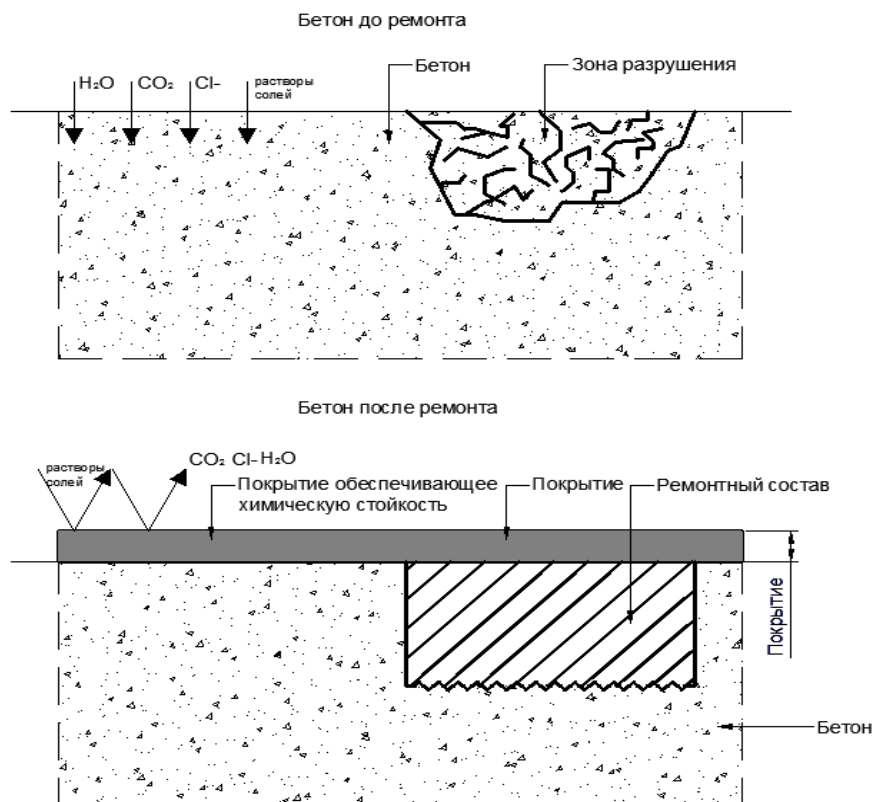 Бетон до ремонта
H₂O CO₂ Cl- растворы
солей
Бетон
Зона разрушения
Бетон после ремонта
растворы
солей
CO₂ Cl- H₂O
Покрытие обеспечивающее
химическую стойкость
Покрытие
Ремонтный состав
Покрытие
Бетон